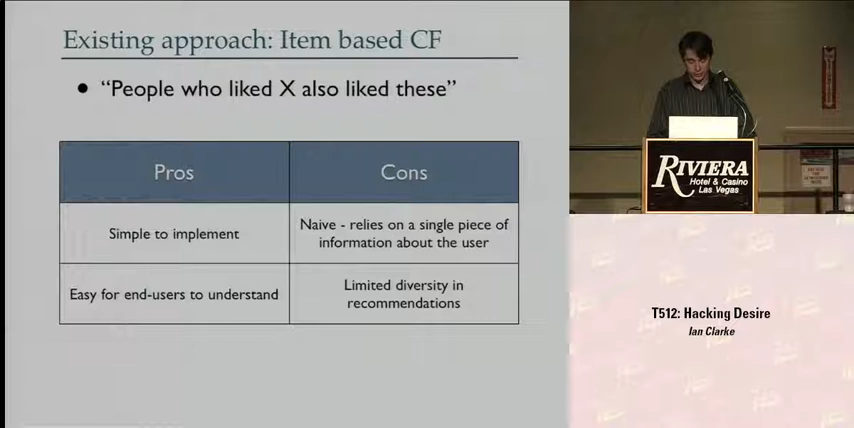 Existing approach: Item based CF
• “People who liked X also liked these”
Pros
Cons
Simple to implement
Naive - relies on a single piece of
information about the user
Easy for end-users to understand
Limited diversity in
recommendations
RIVIERA
Hotel & Casino
Las Vegas
T512: Hacking Desire
Ian Clarke